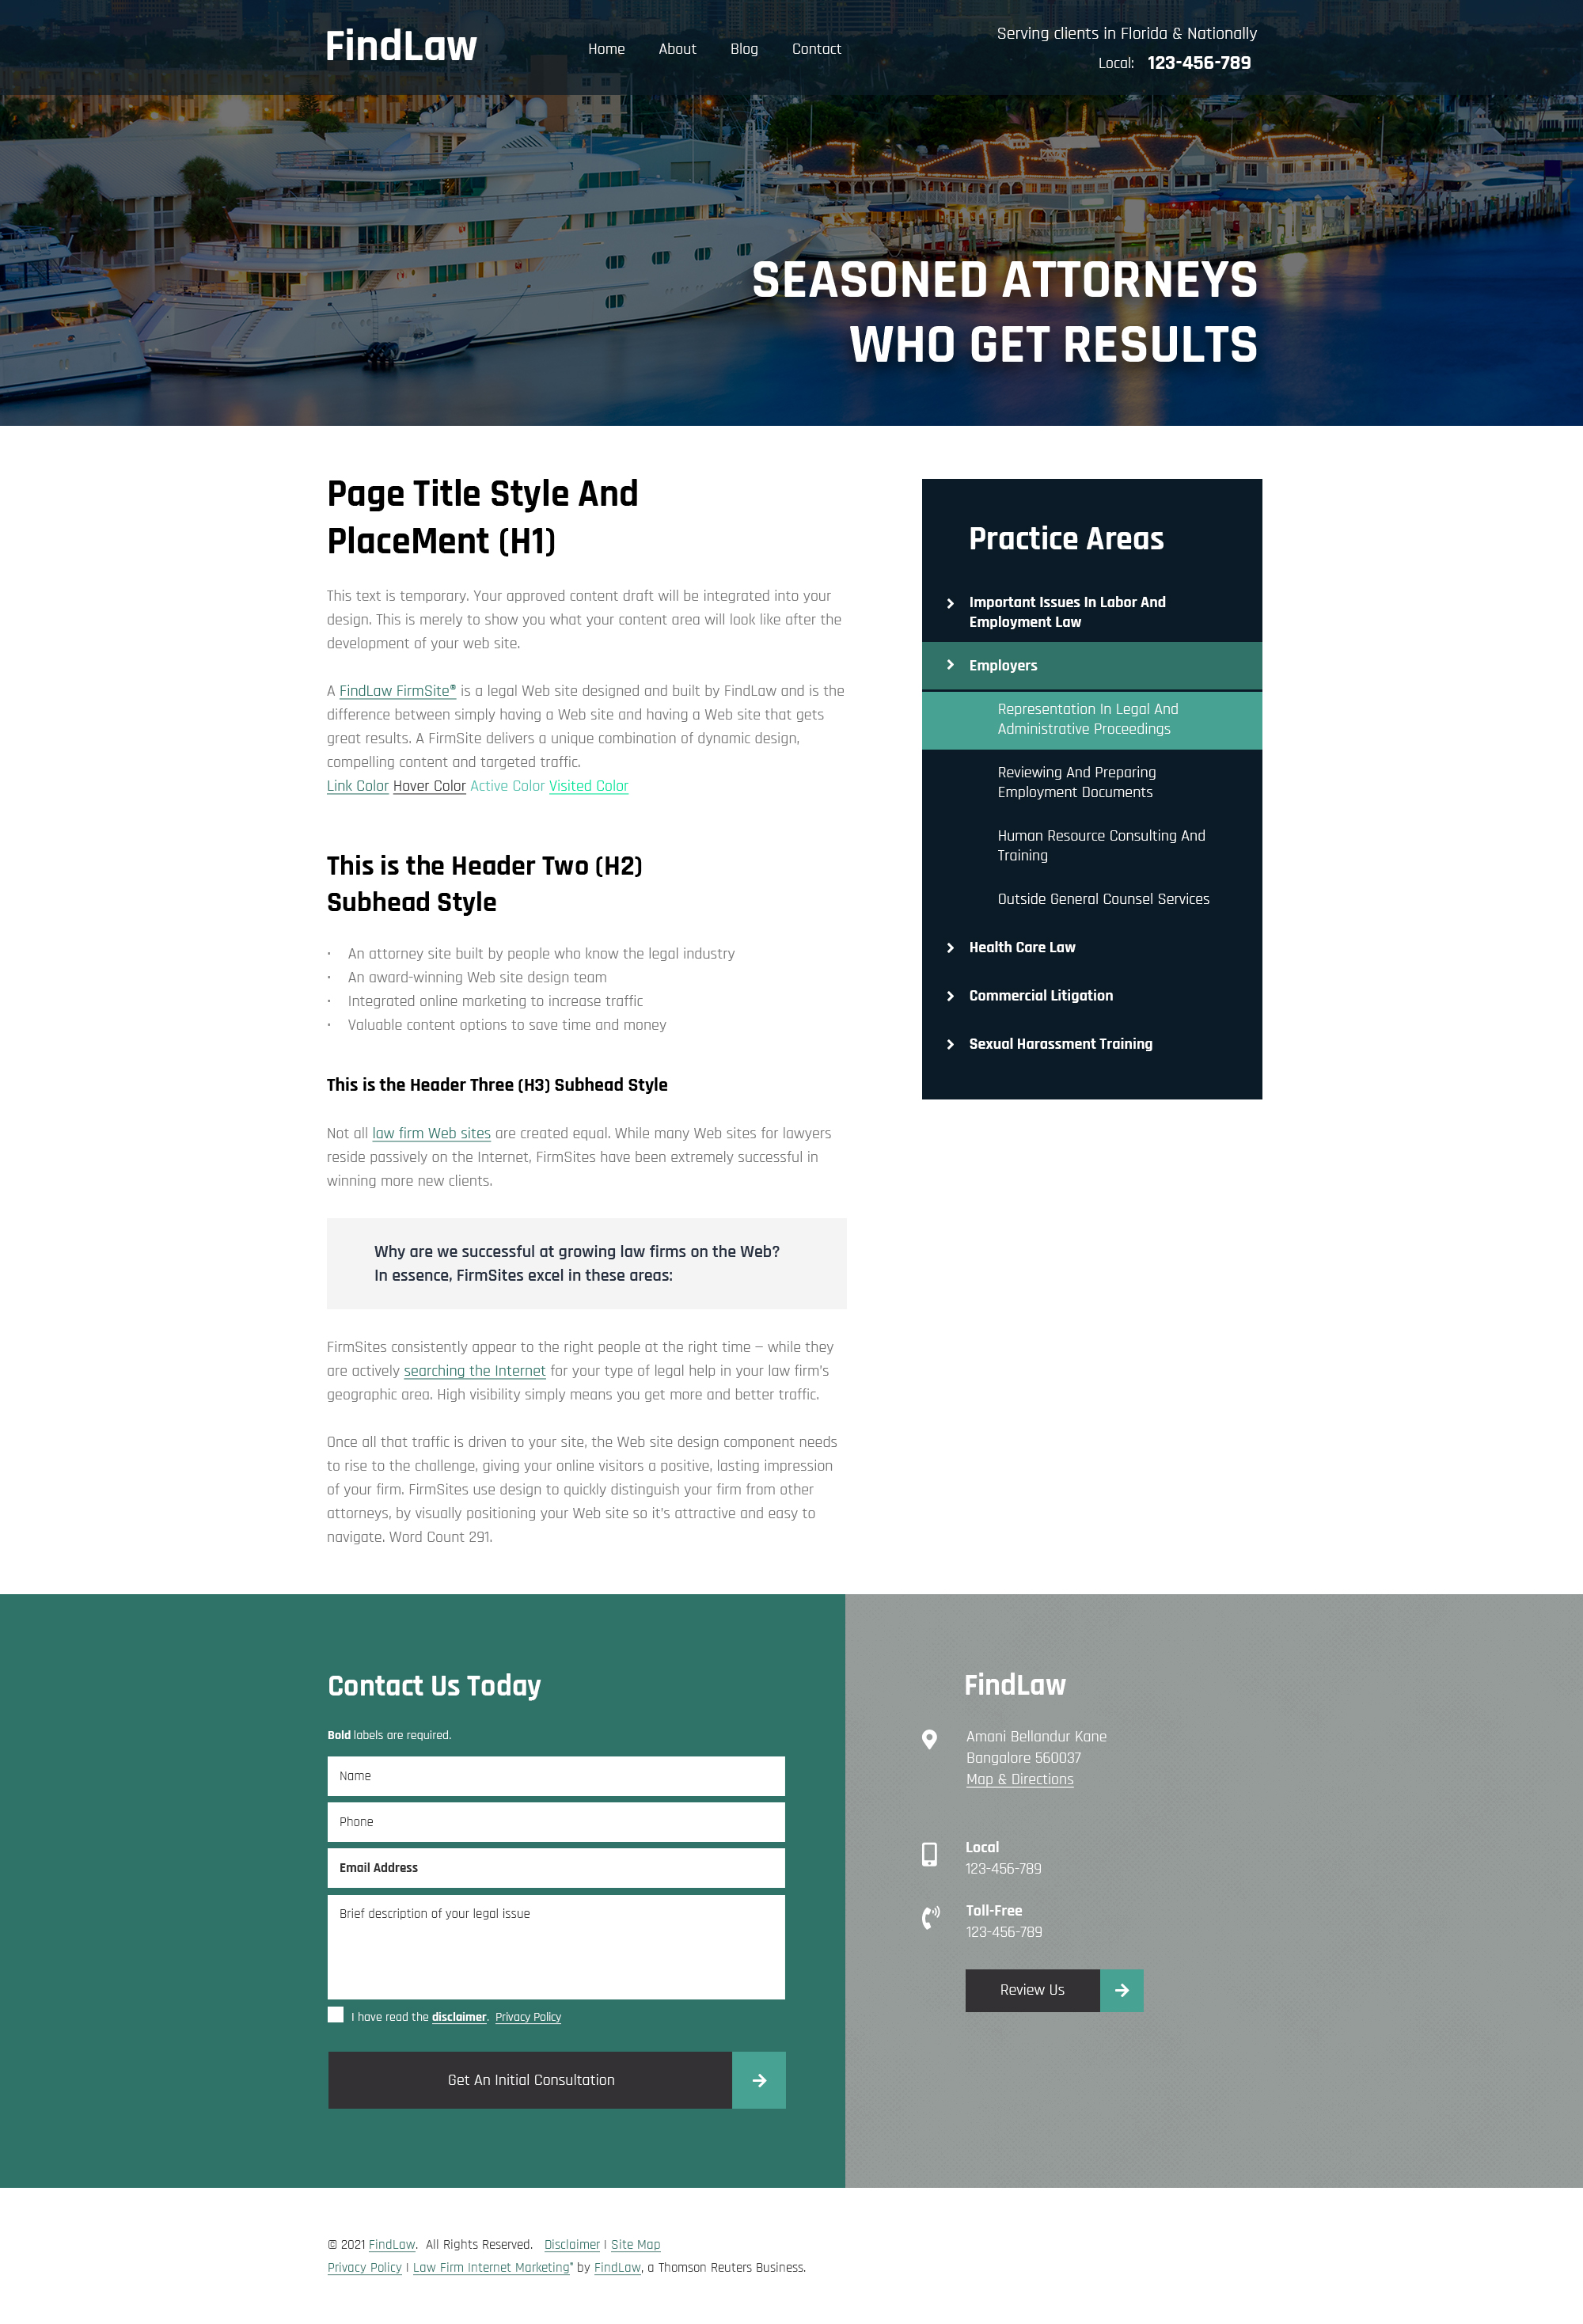 FindLaw
Home About Blog Contact
Serving clients in Florida & Nationally
Local: 123-456-789
SEASONED ATTORNEYS
WHO GET RESULTS
Page Title Style And
PlaceMent (H1)
This text is temporary. Your approved content draft will be integrated into your
design. This is merely to show you what your content area will look like after the
development of your web site.
A FindLaw FirmSite® is a legal Web site designed and built by FindLaw and is the
difference between simply having a Web site and having a Web site that gets
great results. A FirmSite delivers a unique combination of dynamic design,
compelling content and targeted traffic.
Link Color Hover Color Active Color Visited Color
This is the Header Two (H2)
Subhead Style
· An attorney site built by people who know the legal industry
· An award-winning Web site design team
· Integrated online marketing to increase traffic
· Valuable content options to save time and money
This is the Header Three (H3) Subhead Style
Not all law firm Web sites are created equal. While many Web sites for lawyers
reside passively on the Internet, FirmSites have been extremely successful in
winning more new clients.
Why are we successful at growing law firms on the Web?
In essence, FirmSites excel in these areas:
FirmSites consistently appear to the right people at the right time – while they
are actively searching the Internet for your type of legal help in your law firm's
geographic area. High visibility simply means you get more and better traffic.
Once all that traffic is driven to your site, the Web site design component needs
to rise to the challenge, giving your online visitors a positive, lasting impression
of your firm. FirmSites use design to quickly distinguish your firm from other
attorneys, by visually positioning your Web site so it's attractive and easy to
navigate. Word Count 291.
Practice Areas
Important Issues In Labor And
Employment Law
Employers
Representation In Legal And
Administrative Proceedings
Reviewing And Preparing
Employment Documents
Human Resource Consulting And
Training
Outside General Counsel Services
Health Care Law
Commercial Litigation
Sexual Harassment Training
Contact Us Today
Bold labels are required.
Name
Phone
Email Address
Brief description of your legal issue
I have read the disclaimer. Privacy Policy
Get An Initial Consultation
FindLaw
Amani Bellandur Kane
Bangalore 560037
Map & Directions
Local
123-456-789
Toll-Free
123-456-789
Review Us
© 2021 FindLaw. All Rights Reserved. Disclaimer | Site Map
Privacy Policy | Law Firm Internet Marketing* by FindLaw, a Thomson Reuters Business.